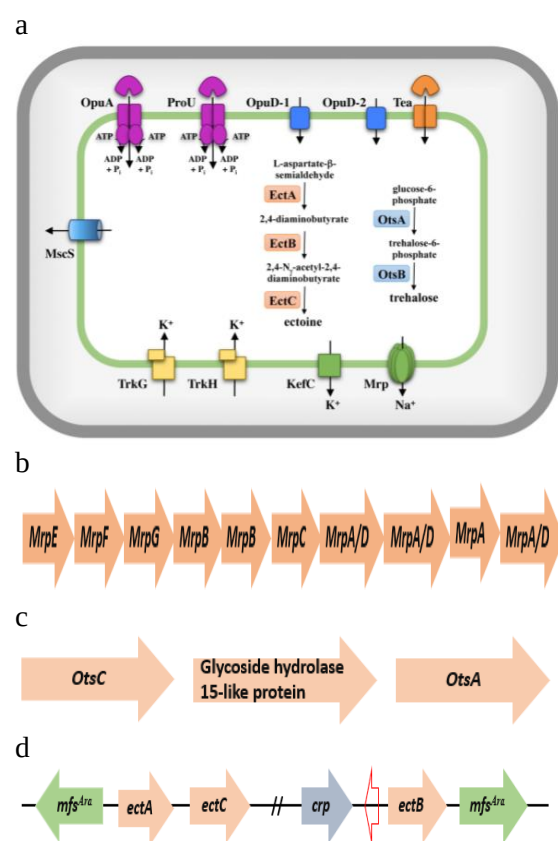 a
OpuA ProU OpuD-1 OpuD-2 Tea
ATP ATP ATP ATP
ADP + Pi ADP + Pi ADP + Pi ADP + Pi
L-aspartate-β-
semialdehyde
EctA
2,4-diaminobutyrate
EctB
2,4-N2-acetyl-2,4-
diaminobutyrate
EctC
ectoine
glucose-6-
phosphate
OtsA
trehalose-6-
phosphate
OtsB
trehalose
MscS
K+ K+
TrkG TrkH KefC Mrp
K+ Na+
b
MrpE MrpF MrpG MrpB MrpB MrpC MrpA/D MrpA/D MrpA MrpA/D
c
OtsC Glycoside hydrolase
15-like protein OtsA
d
mfsAra ectA ectC // crp ectB mfsAra